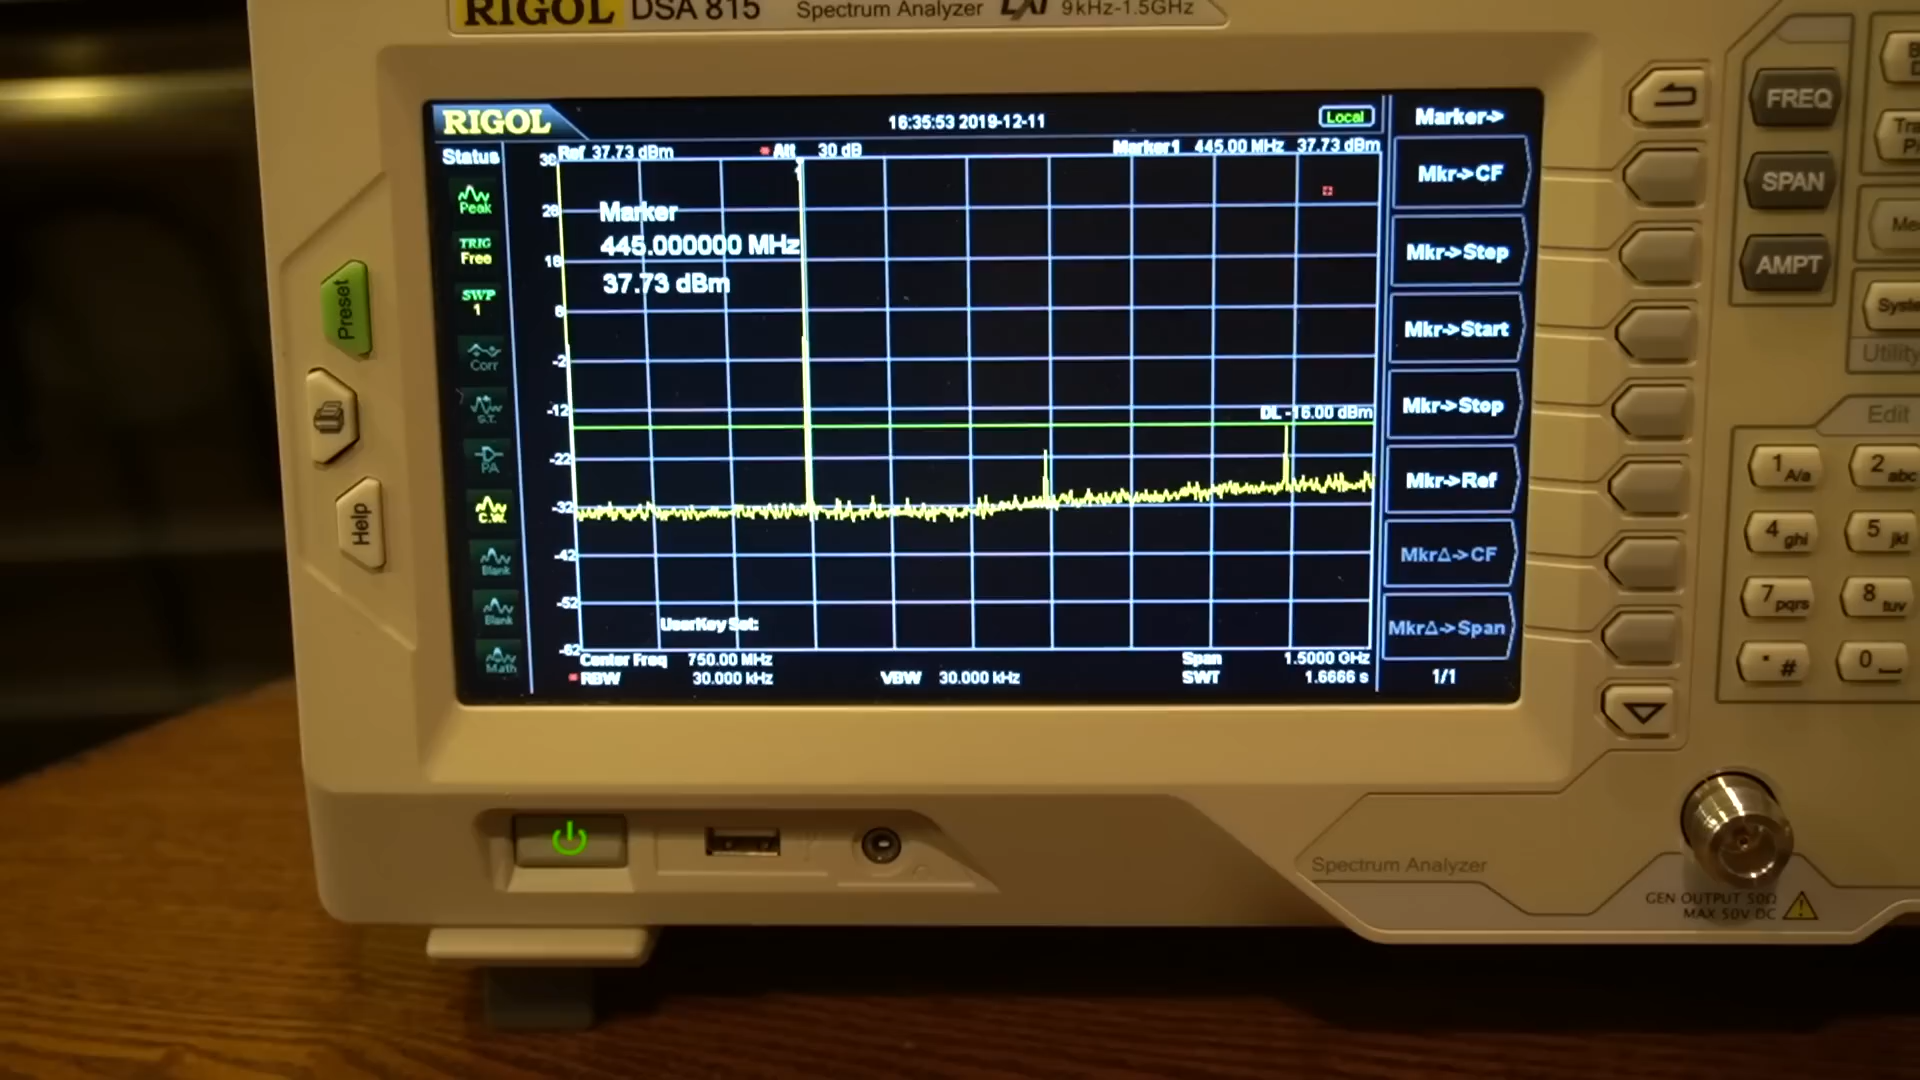 RIGOL DSA 815 Spectrum Analyzer LXI 9kHz-1.5GHz
RIGOL 16:35:53 2019-12-11 Local
Status
Ref 37.73 dBm Att 30 dB Marker1 445.00 MHz 37.73 dBm
Marker
445.000000 MHz
37.73 dBm
Peak
TRIG
Free
SWP
1
Corr
S.T.
PA
C.W.
Blank
Blank
Math
-12
-22
-32
-42
-52
-62
DL -16.00 dBm
UserKey Set:
Center Freq 750.00 MHz Span 1.5000 GHz
RBW 30.000 kHz VBW 30.000 kHz SWT 1.6666 s
Marker->
Mkr->CF
Mkr->Step
Mkr->Start
Mkr->Stop
Mkr->Ref
MkrΔ->CF
MkrΔ->Span
1/1
Preset
Help
FREQ
SPAN
AMPT
Utility
Edit
1 A/a
2 abc
4 ghi
5 jkl
7 pqrs
8 tuv
. #
0
Spectrum Analyzer
GEN OUTPUT 50Ω
MAX 50V DC